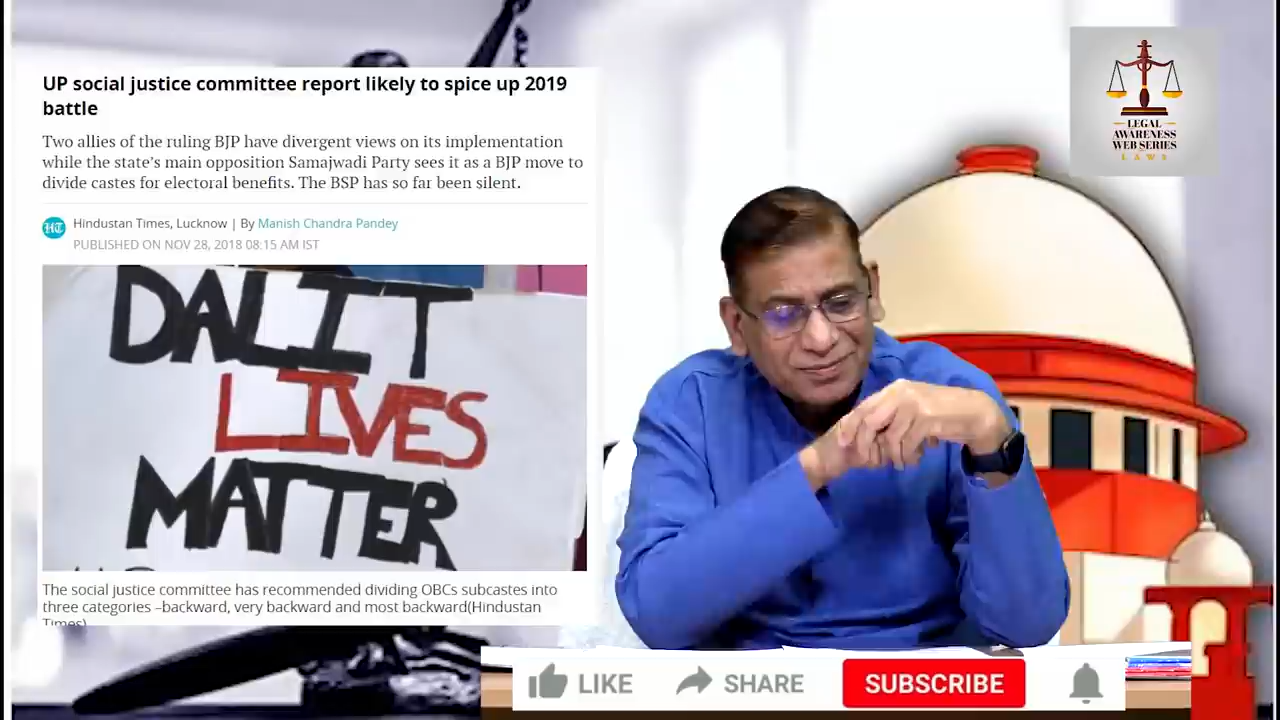 UP social justice committee report likely to spice up 2019
battle
Two allies of the ruling BJP have divergent views on its implementation
while the state's main opposition Samajwadi Party sees it as a BJP move to
divide castes for electoral benefits. The BSP has so far been silent.
HT
Hindustan Times, Lucknow | By Manish Chandra Pandey
PUBLISHED ON NOV 28, 2018 08:15 AM IST
DALIT
LIVES
MATTER
The social justice committee has recommended dividing OBCs subcastes into
three categories –backward, very backward and most backward(Hindustan
Times)
LEGAL
AWARENESS
WEB SERIES
LAWS
LIKE
SHARE
SUBSCRIBE